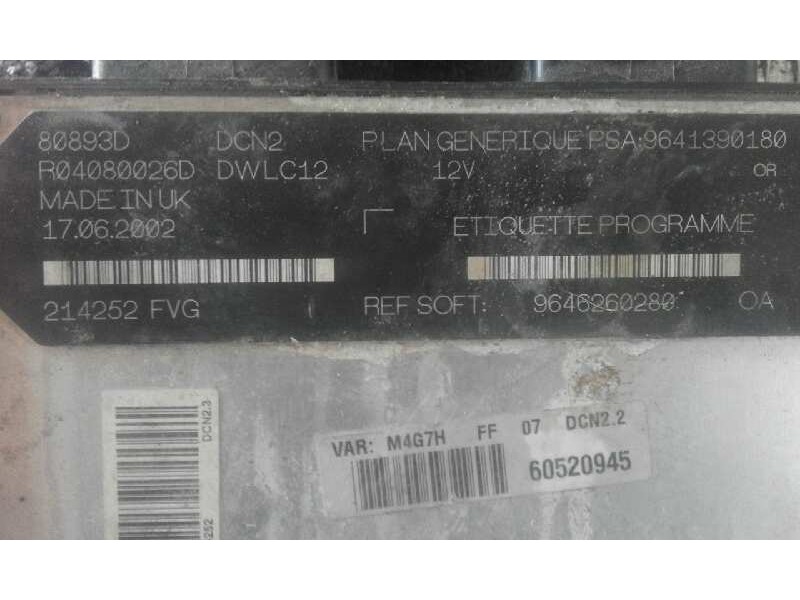 80893D DCN2 PLAN GENERIQUE PSA:9641390180
R04080026D DWLC12 12V OR
MADE IN UK
17.06.2002 ETIQUETTE PROGRAMME
214252 FVG REF SOFT: 9646260280 0A
VAR: M4G7H FF 07 DCN2.2
60520945
DCN2.3